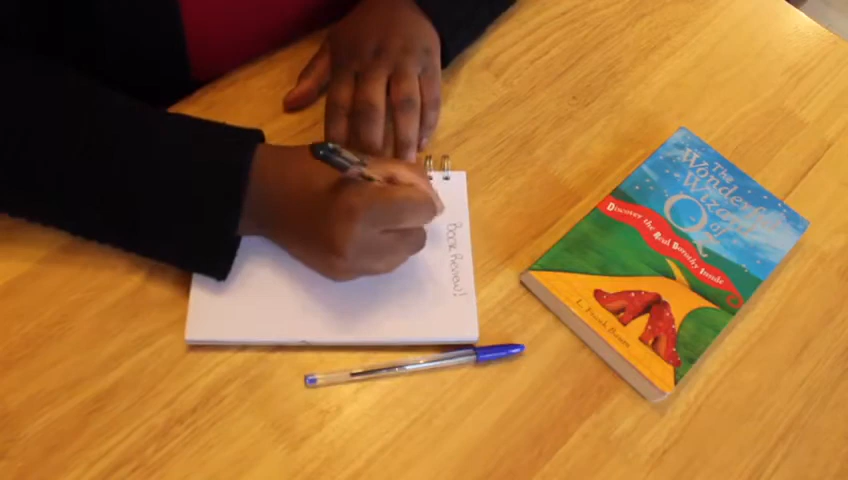 Book Review!
The
Wonderful
Wizard
of
Oz
Discover the Real Dorothy Inside
L. Frank Baum